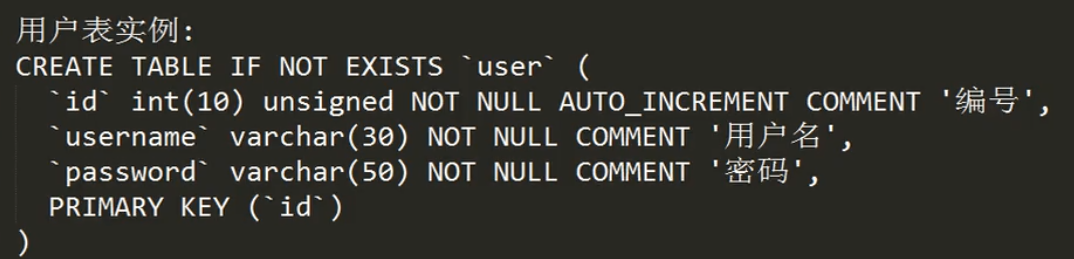 用户表实例:
CREATE TABLE IF NOT EXISTS `user` (
  `id` int(10) unsigned NOT NULL AUTO_INCREMENT COMMENT '编号',
  `username` varchar(30) NOT NULL COMMENT '用户名',
  `password` varchar(50) NOT NULL COMMENT '密码',
  PRIMARY KEY (`id`)
)